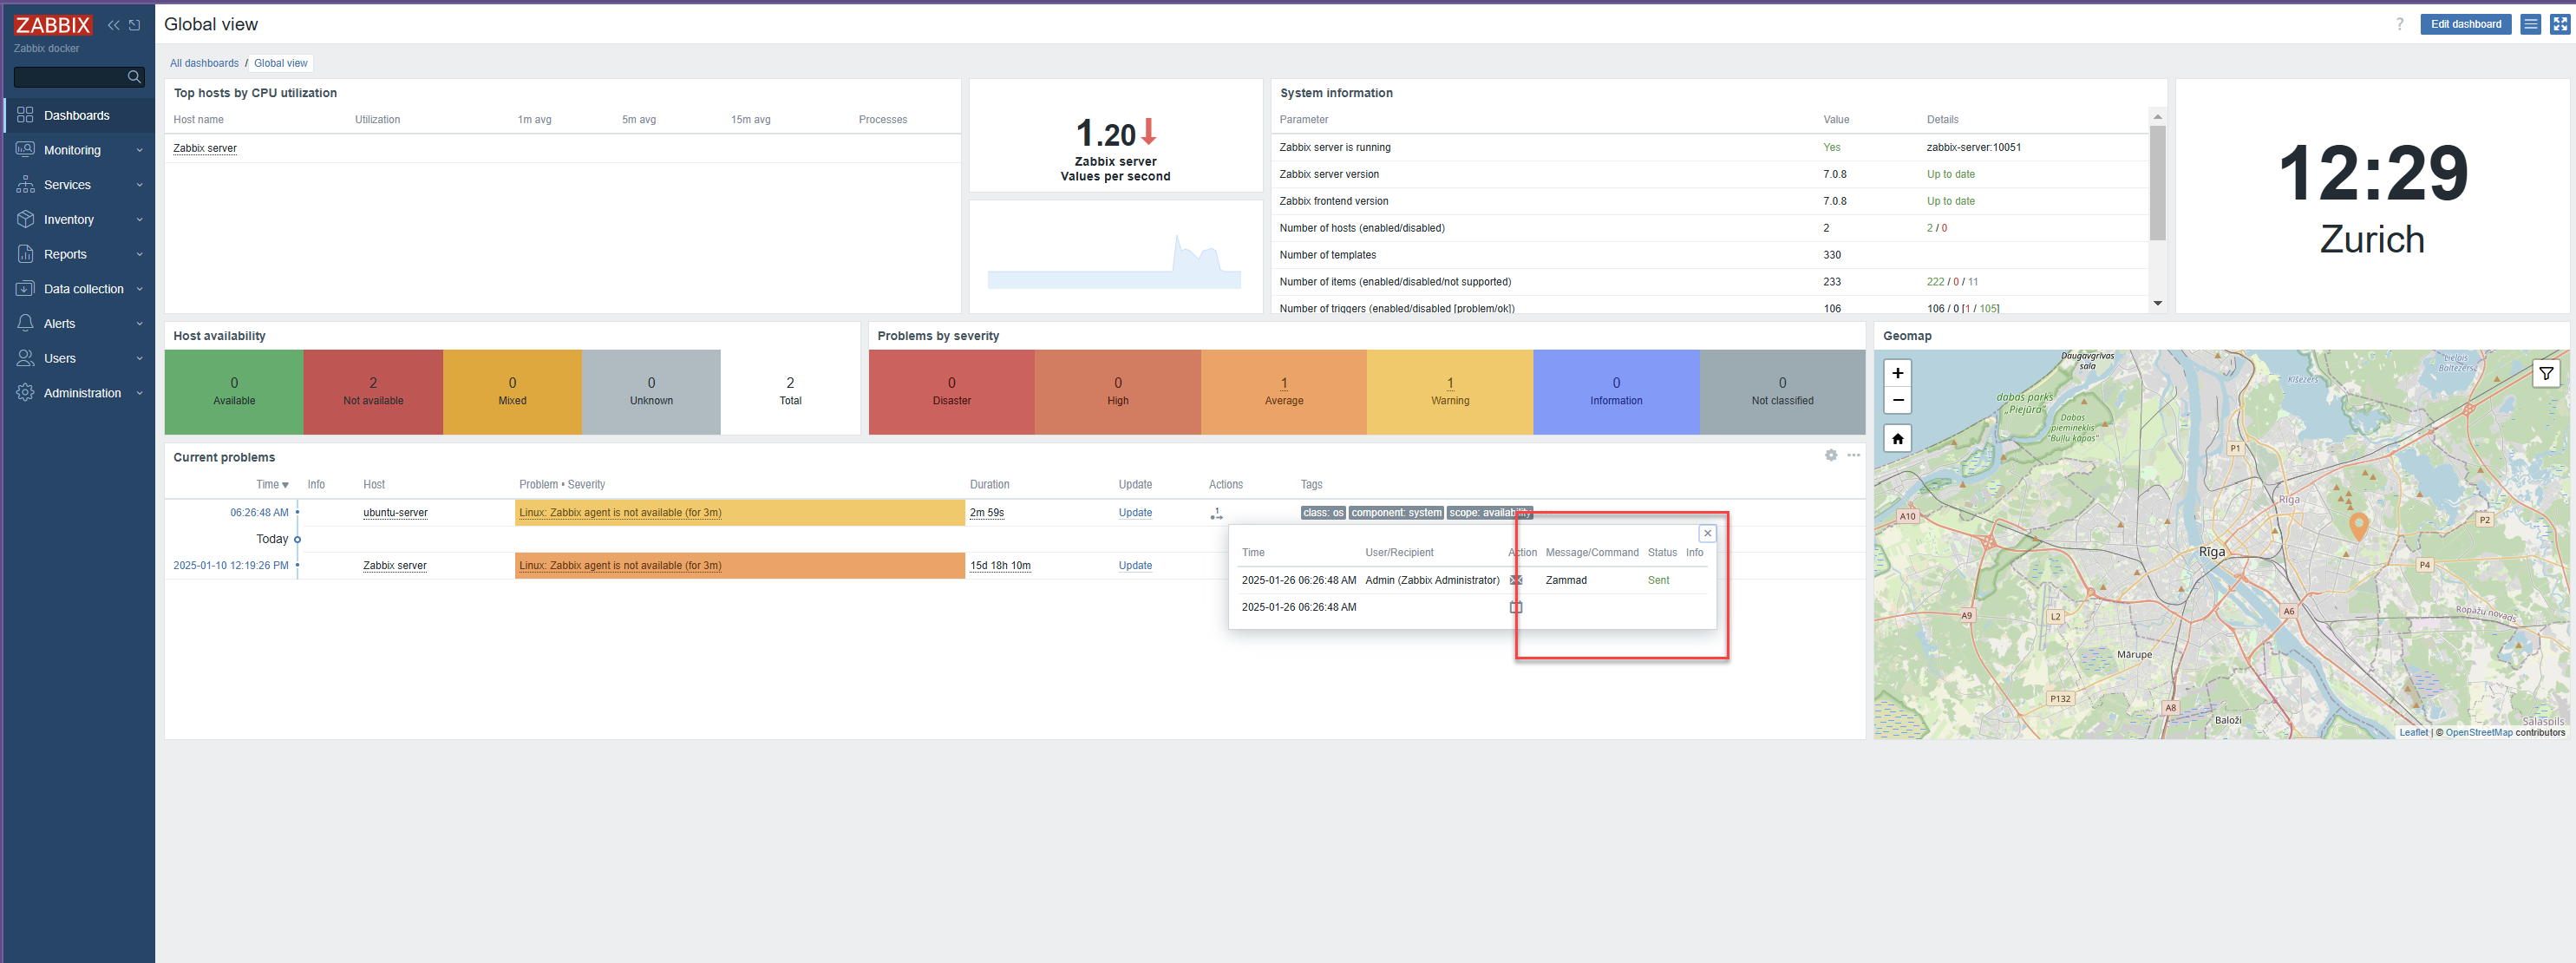 ZABBIX
Zabbix docker
Dashboards
Monitoring
Services
Inventory
Reports
Data collection
Alerts
Users
Administration
Global view
? Edit dashboard
All dashboards / Global view
Top hosts by CPU utilization
Host name Utilization 1m avg 5m avg 15m avg Processes
Zabbix server
1.20
Zabbix server
Values per second
System information
Parameter Value Details
Zabbix server is running Yes zabbix-server:10051
Zabbix server version 7.0.8 Up to date
Zabbix frontend version 7.0.8 Up to date
Number of hosts (enabled/disabled) 2 2 / 0
Number of templates 330
Number of items (enabled/disabled/not supported) 233 222 / 0 / 11
Number of triggers (enabled/disabled [problem/ok]) 106 106 / 0 [1 / 105]
12:29
Zurich
Host availability
0 Available
2 Not available
0 Mixed
0 Unknown
2 Total
Problems by severity
0 Disaster
0 High
1 Average
1 Warning
0 Information
0 Not classified
Current problems
Time Info Host Problem • Severity Duration Update Actions Tags
06:26:48 AM ubuntu-server Linux: Zabbix agent is not available (for 3m) 2m 59s Update 1 class: os component: system scope: availability
Today
2025-01-10 12:19:26 PM Zabbix server Linux: Zabbix agent is not available (for 3m) 15d 18h 10m Update
Time User/Recipient Action Message/Command Status Info
2025-01-26 06:26:48 AM Admin (Zabbix Administrator) Zammad Sent
2025-01-26 06:26:48 AM
Geomap
+
−
Daugavgrīvas
sala
Lielais
Baltezers
Ķīšezers
dabas parks
„Piejūra"
Dabas
piemineklis
"Buļļu kāpas"
P1
A10
Rīga
P2
Rīga
P4
A6
A9
L2
Ropažu novads
Mārupe
P132
A8
Baloži
Salaspils
Leaflet | © OpenStreetMap contributors